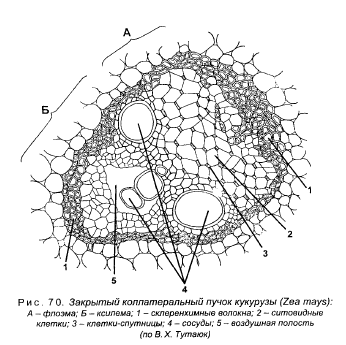 А
Б
1
2
3
4
5
1
Рис. 70. Закрытый коллатеральный пучок кукурузы (Zea mays):
А – флоэма; Б – ксилема; 1 – склеренхимные волокна; 2 – ситовидные
клетки; 3 – клетки-спутницы; 4 – сосуды; 5 – воздушная полость
(по В. Х. Тутаюк)